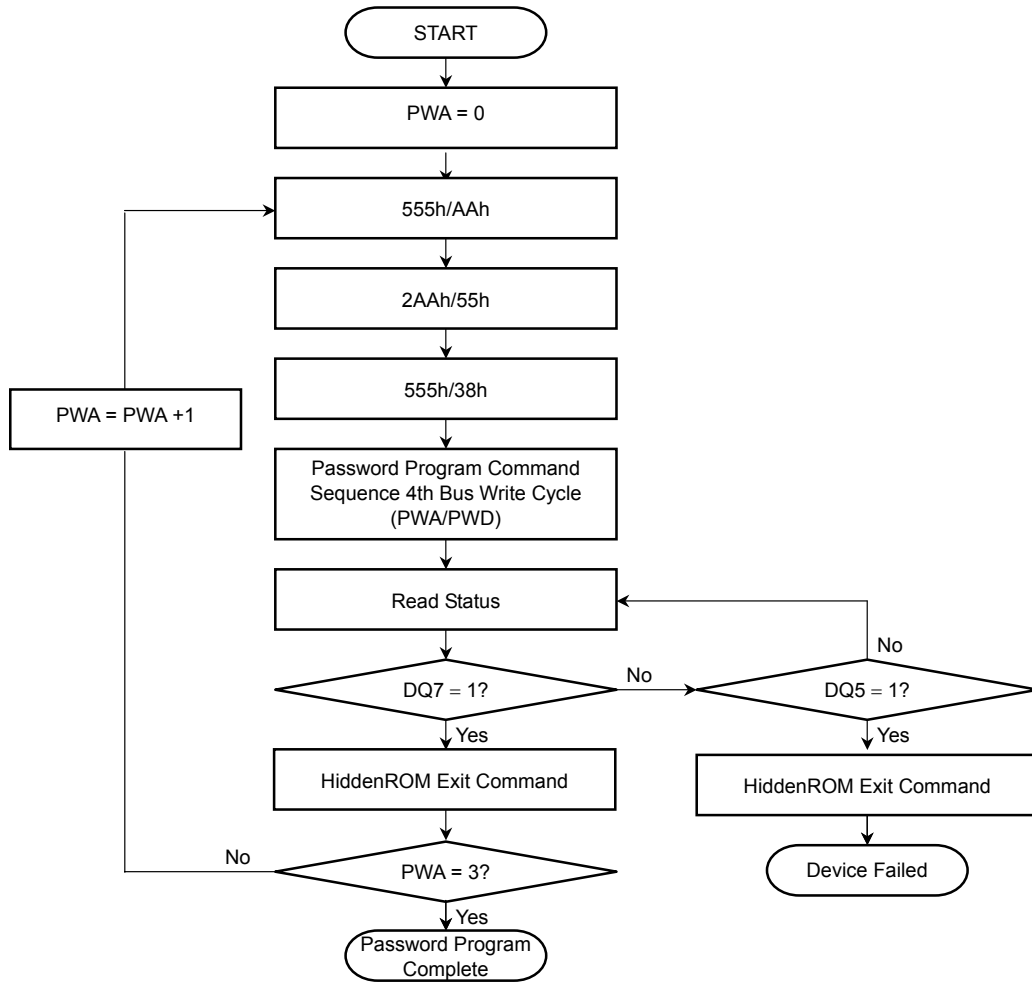 START
PWA = 0
555h/AAh
2AAh/55h
555h/38h
PWA = PWA +1
Password Program Command
Sequence 4th Bus Write Cycle
(PWA/PWD)
Read Status
No
DQ7 = 1?
No
DQ5 = 1?
Yes
Yes
HiddenROM Exit Command
HiddenROM Exit Command
No
PWA = 3?
Device Failed
Yes
Password Program
Complete